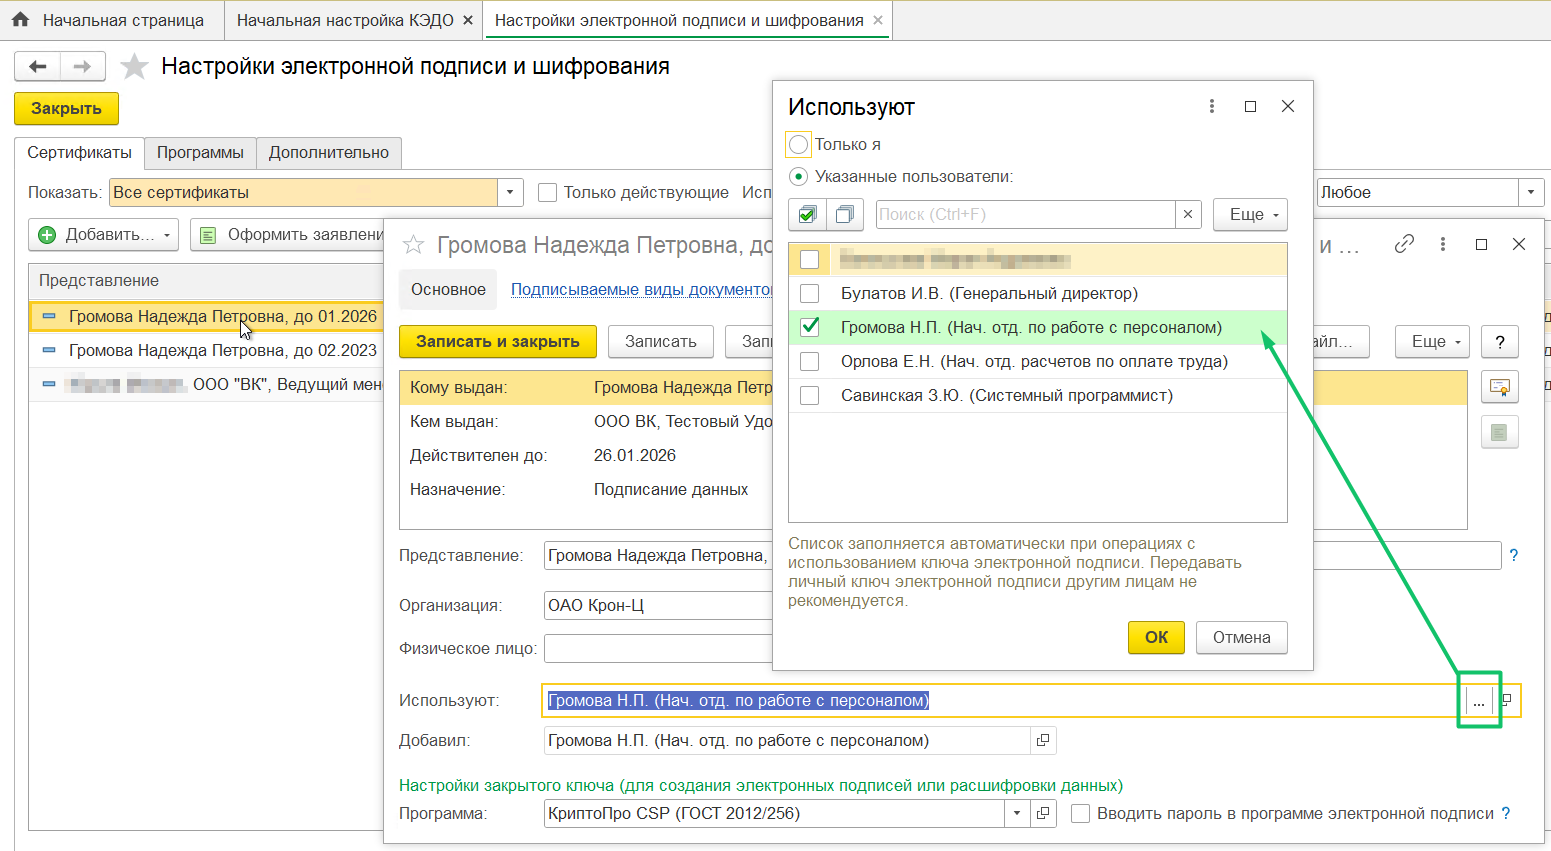 Начальная страница
Начальная настройка КЭДО
Настройки электронной подписи и шифрования
Настройки электронной подписи и шифрования
Закрыть
Сертификаты
Программы
Дополнительно
Показать: Все сертификаты
Только действующие
Исп
Любое
Добавить...
Оформить заявлени
Представление
Громова Надежда Петровна, до 01.2026
Громова Надежда Петровна, до 02.2023
ООО "ВК", Ведущий мен
Громова Надежда Петровна, до
и ...
Основное
Подписываемые виды документов
Записать и закрыть
Записать
Зап
айл...
Еще
?
Кому выдан: Громова Надежда Петр
Кем выдан: ООО ВК, Тестовый Удо
Действителен до: 26.01.2026
Назначение: Подписание данных
Представление: Громова Надежда Петровна,
?
Организация: ОАО Крон-Ц
Физическое лицо:
Используют: Громова Н.П. (Нач. отд. по работе с персоналом)
...
Добавил: Громова Н.П. (Нач. отд. по работе с персоналом)
Настройки закрытого ключа (для создания электронных подписей или расшифровки данных)
Программа: КриптоПро CSP (ГОСТ 2012/256)
Вводить пароль в программе электронной подписи ?
Используют
Только я
Указанные пользователи:
Поиск (Ctrl+F)
Еще
Булатов И.В. (Генеральный директор)
Громова Н.П. (Нач. отд. по работе с персоналом)
Орлова Е.Н. (Нач. отд. расчетов по оплате труда)
Савинская З.Ю. (Системный программист)
Список заполняется автоматически при операциях с
использованием ключа электронной подписи. Передавать
личный ключ электронной подписи другим лицам не
рекомендуется.
ОК
Отмена